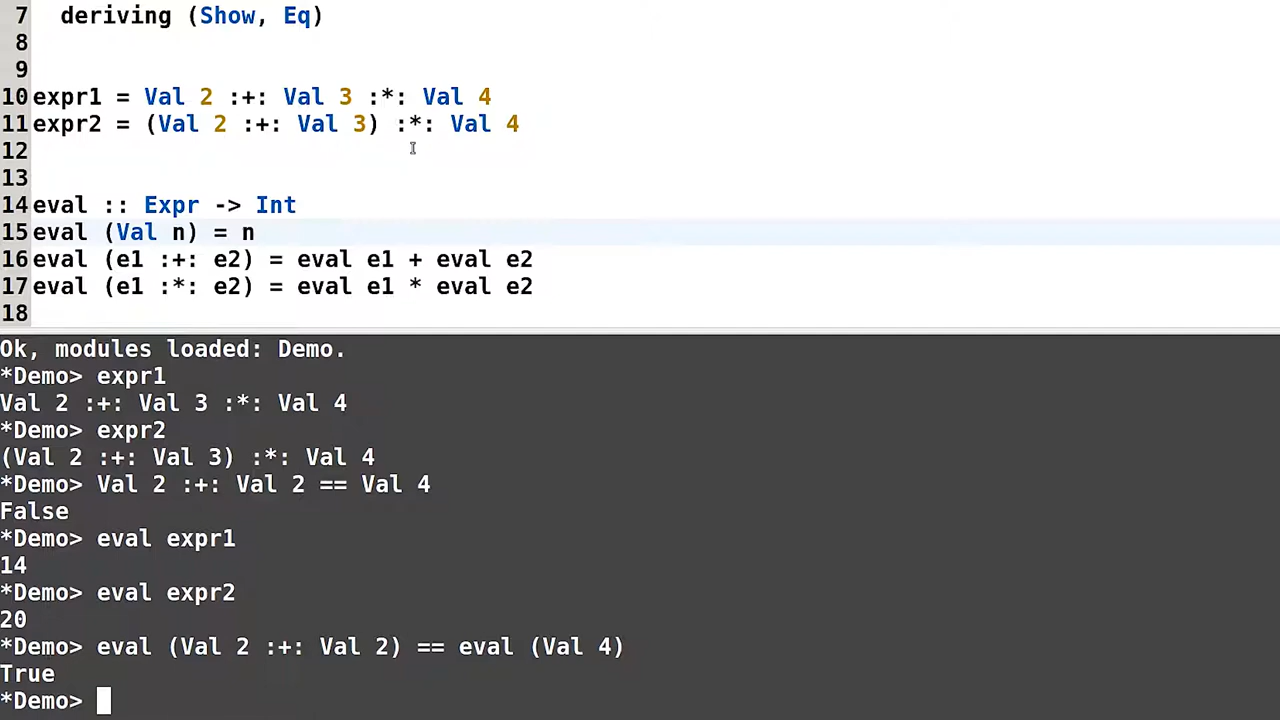 7 deriving (Show, Eq)
8
9
10 expr1 = Val 2 :+: Val 3 :*: Val 4
11 expr2 = (Val 2 :+: Val 3) :*: Val 4
12
13
14 eval :: Expr -> Int
15 eval (Val n) = n
16 eval (e1 :+: e2) = eval e1 + eval e2
17 eval (e1 :*: e2) = eval e1 * eval e2
18
Ok, modules loaded: Demo.
*Demo> expr1
Val 2 :+: Val 3 :*: Val 4
*Demo> expr2
(Val 2 :+: Val 3) :*: Val 4
*Demo> Val 2 :+: Val 2 == Val 4
False
*Demo> eval expr1
14
*Demo> eval expr2
20
*Demo> eval (Val 2 :+: Val 2) == eval (Val 4)
True
*Demo>